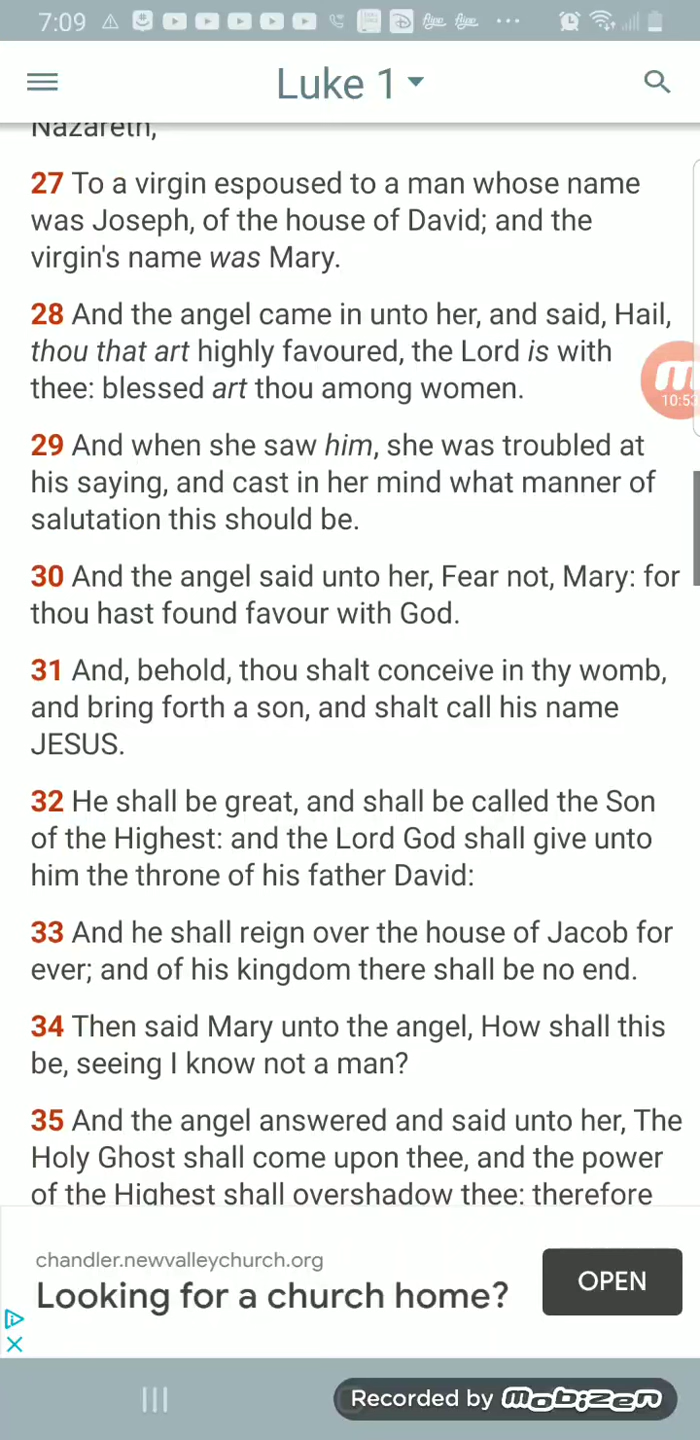 7:09
Luke 1
Nazareth,
27 To a virgin espoused to a man whose name
was Joseph, of the house of David; and the
virgin's name was Mary.
28 And the angel came in unto her, and said, Hail,
thou that art highly favoured, the Lord is with
thee: blessed art thou among women.
10:53
29 And when she saw him, she was troubled at
his saying, and cast in her mind what manner of
salutation this should be.
30 And the angel said unto her, Fear not, Mary: for
thou hast found favour with God.
31 And, behold, thou shalt conceive in thy womb,
and bring forth a son, and shalt call his name
JESUS.
32 He shall be great, and shall be called the Son
of the Highest: and the Lord God shall give unto
him the throne of his father David:
33 And he shall reign over the house of Jacob for
ever; and of his kingdom there shall be no end.
34 Then said Mary unto the angel, How shall this
be, seeing I know not a man?
35 And the angel answered and said unto her, The
Holy Ghost shall come upon thee, and the power
of the Highest shall overshadow thee: therefore
chandler.newvalleychurch.org
Looking for a church home?
OPEN
Recorded by mobizen